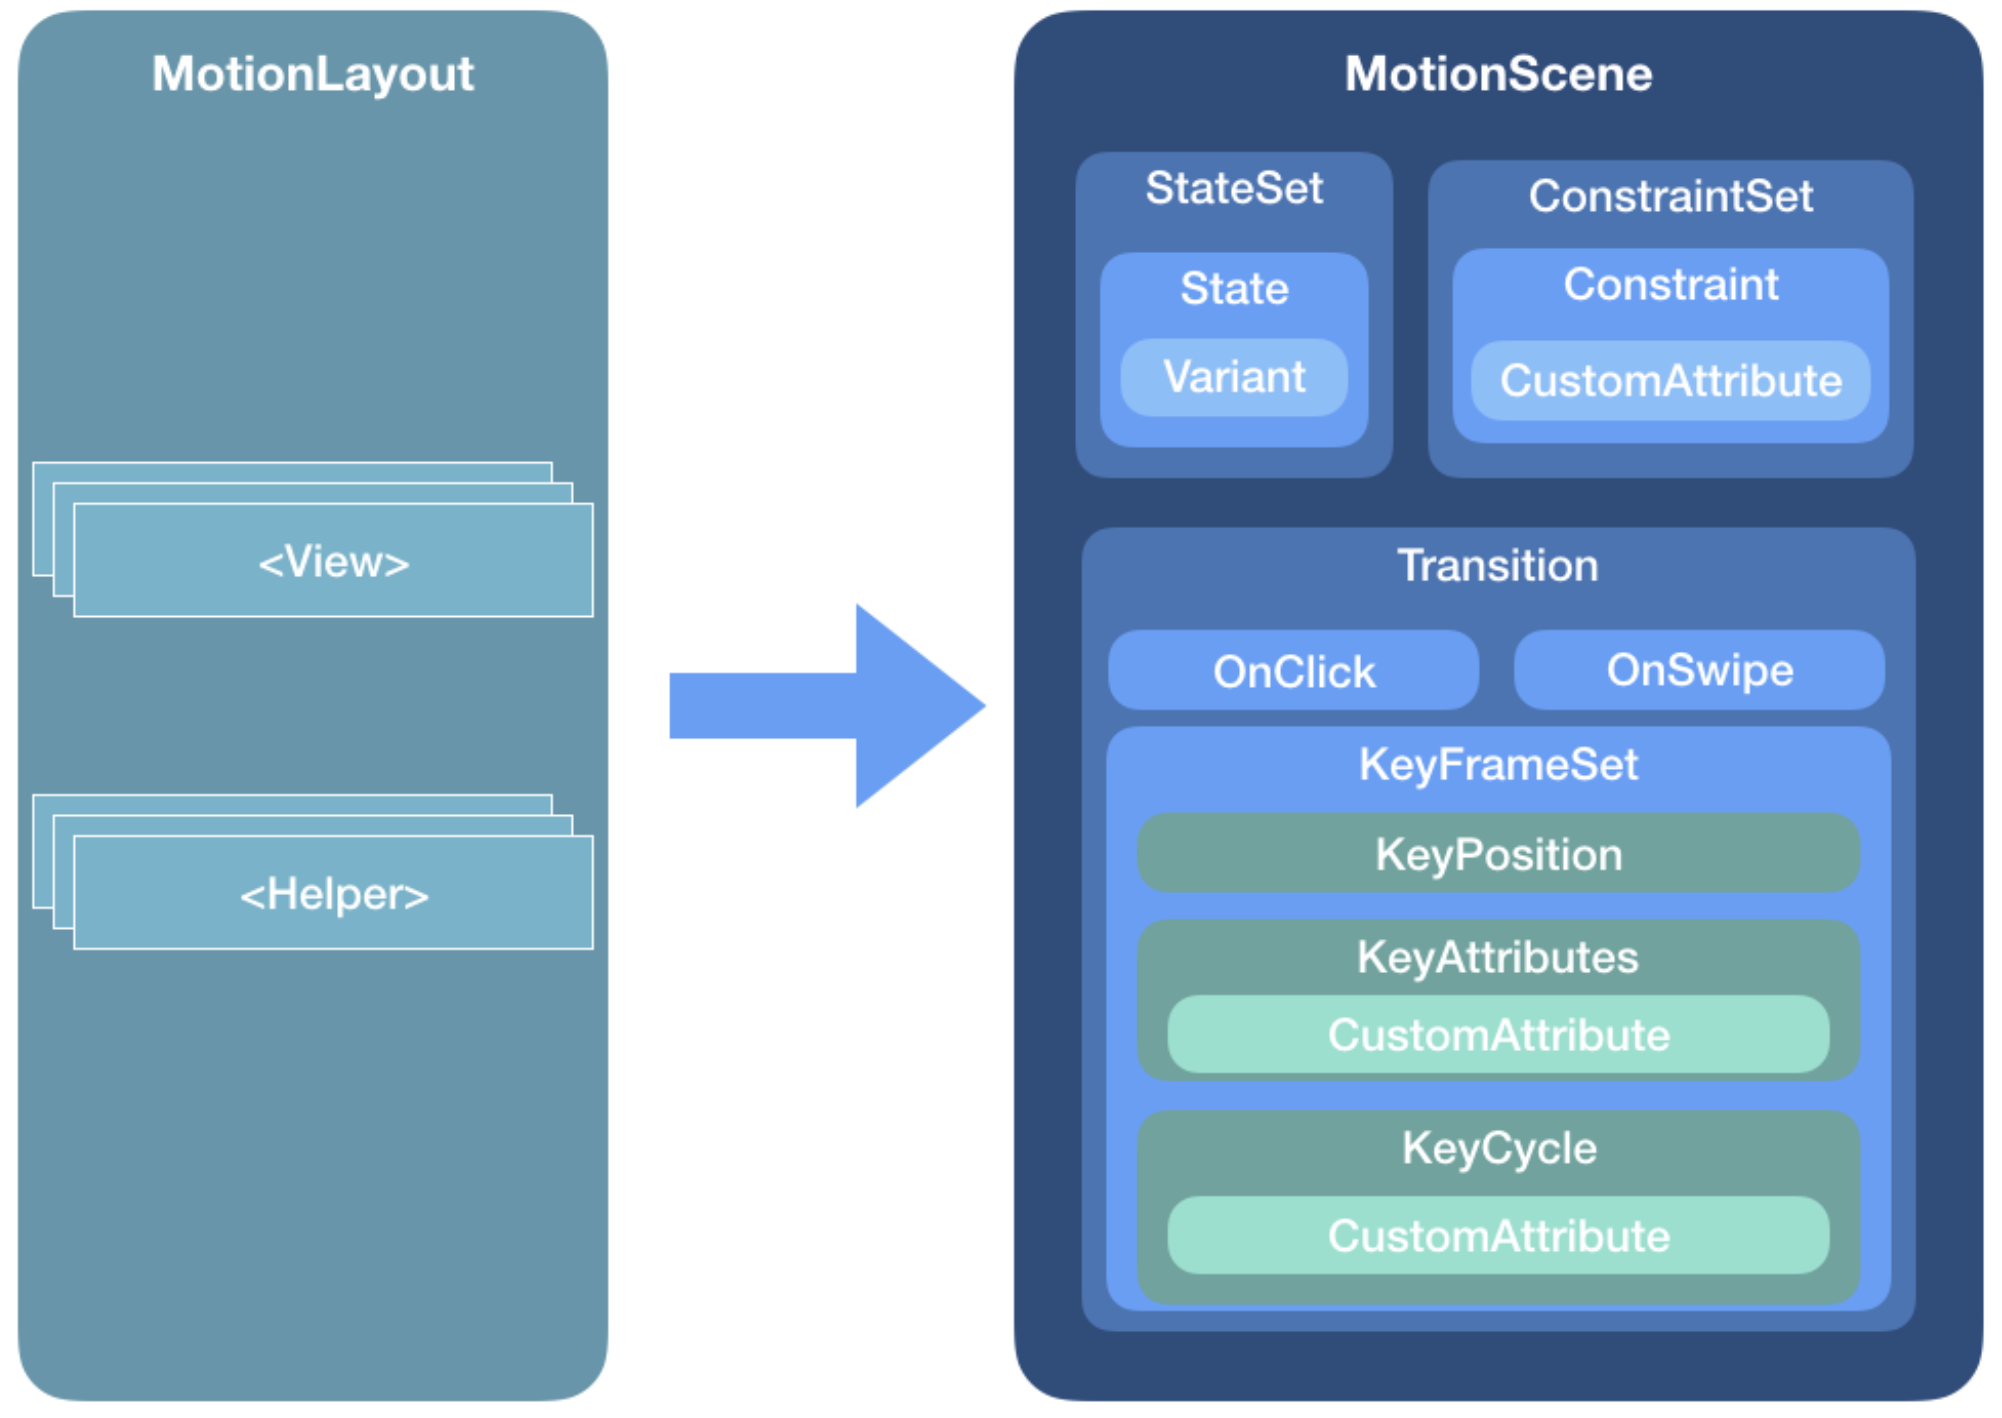 MotionLayout
<View>
<Helper>
MotionScene
StateSet
State
Variant
ConstraintSet
Constraint
CustomAttribute
Transition
OnClick
OnSwipe
KeyFrameSet
KeyPosition
KeyAttributes
CustomAttribute
KeyCycle
CustomAttribute